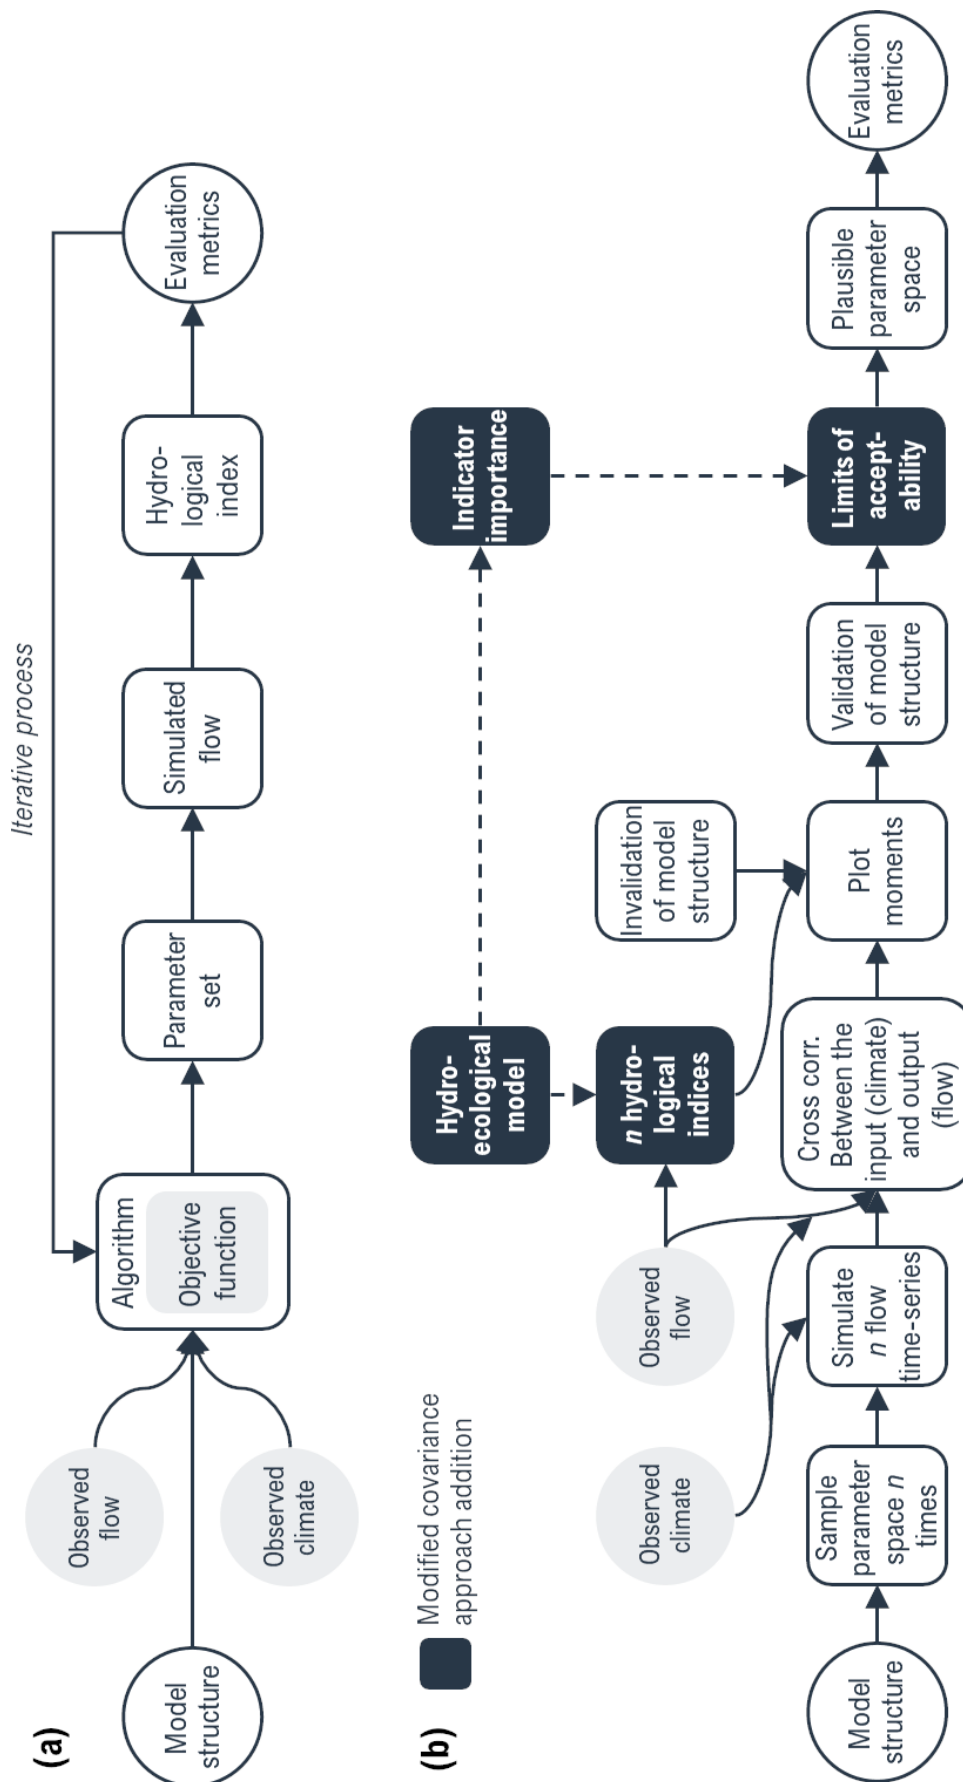 (a)
Iterative process
Model
structure
Observed
flow
Observed
climate
Algorithm
Objective
function
Parameter
set
Simulated
flow
Hydro-
logical
index
Evaluation
metrics
(b)
Modified covariance
approach addition
Hydro-
ecological
model
Indicator
importance
Observed
climate
Observed
flow
n hydro-
logical
indices
Invalidation
of model
structure
Model
structure
Sample
parameter
space n
times
Simulate
n flow
time-series
Cross corr.
Between the
input (climate)
and output
(flow)
Plot
moments
Validation
of model
structure
Limits of
accept-
ability
Plausible
parameter
space
Evaluation
metrics